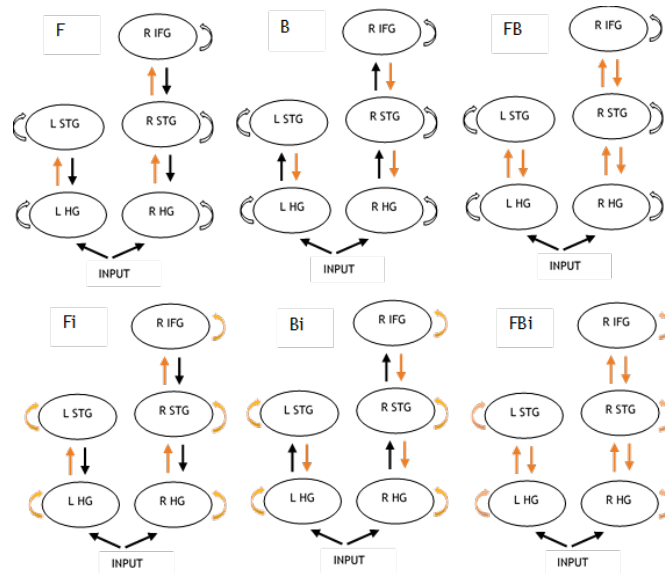 F
R IFG
L STG
R STG
L HG
R HG
INPUT
B
R IFG
L STG
R STG
L HG
R HG
INPUT
FB
R IFG
L STG
R STG
L HG
R HG
INPUT
Fi
R IFG
L STG
R STG
L HG
R HG
INPUT
Bi
R IFG
L STG
R STG
L HG
R HG
INPUT
FBi
R IFG
L STG
R STG
L HG
R HG
INPUT